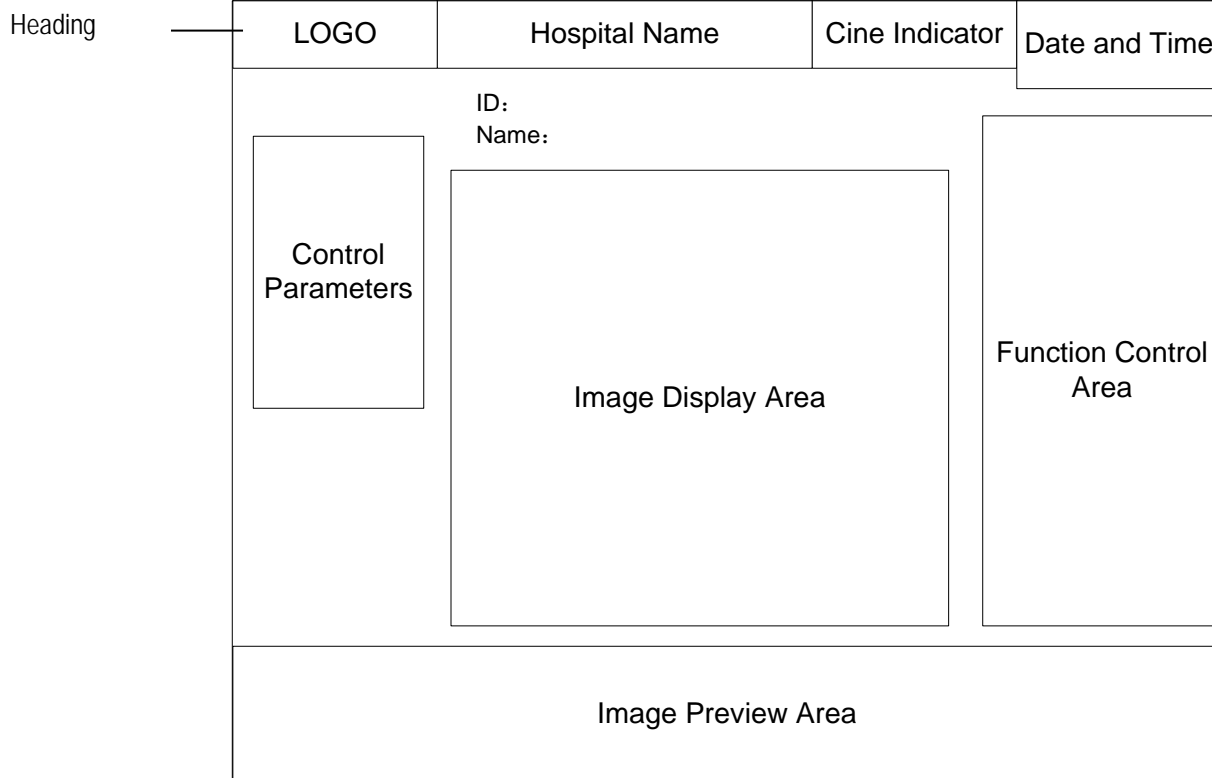 Heading
LOGO
Hospital Name
Cine Indicator
Date and Time
ID：
Name：
Control
Parameters
Image Display Area
Function Control
Area
Image Preview Area